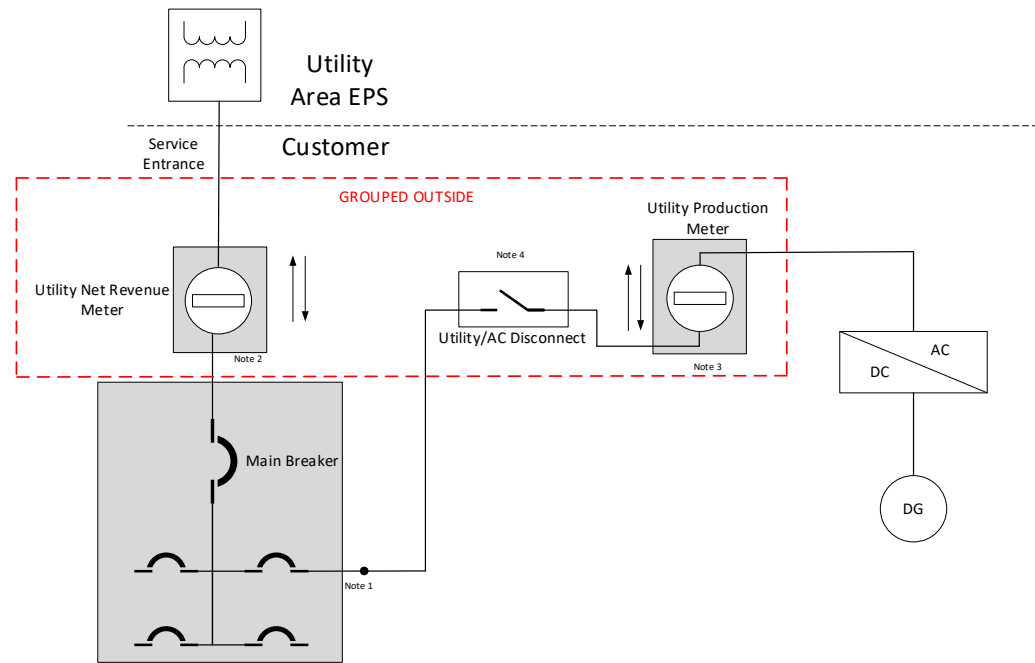 Utility
Area EPS
Service
Entrance
Customer
GROUPED OUTSIDE
Utility Production
Meter
Note 4
Utility Net Revenue
Meter
Utility/AC Disconnect
Note 2
Note 3
AC
DC
Main Breaker
DG
Note 1